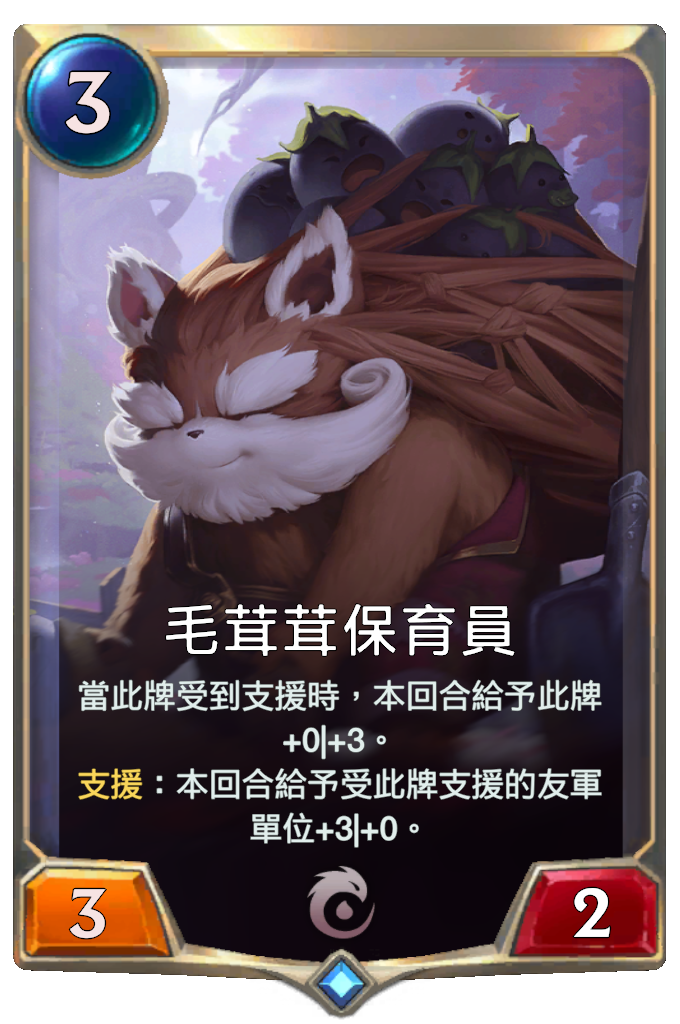 3
毛茸茸保育員
當此牌受到支援時，本回合給予此牌
+0|+3。
支援：本回合給予受此牌支援的友軍
單位+3|+0。
3
2